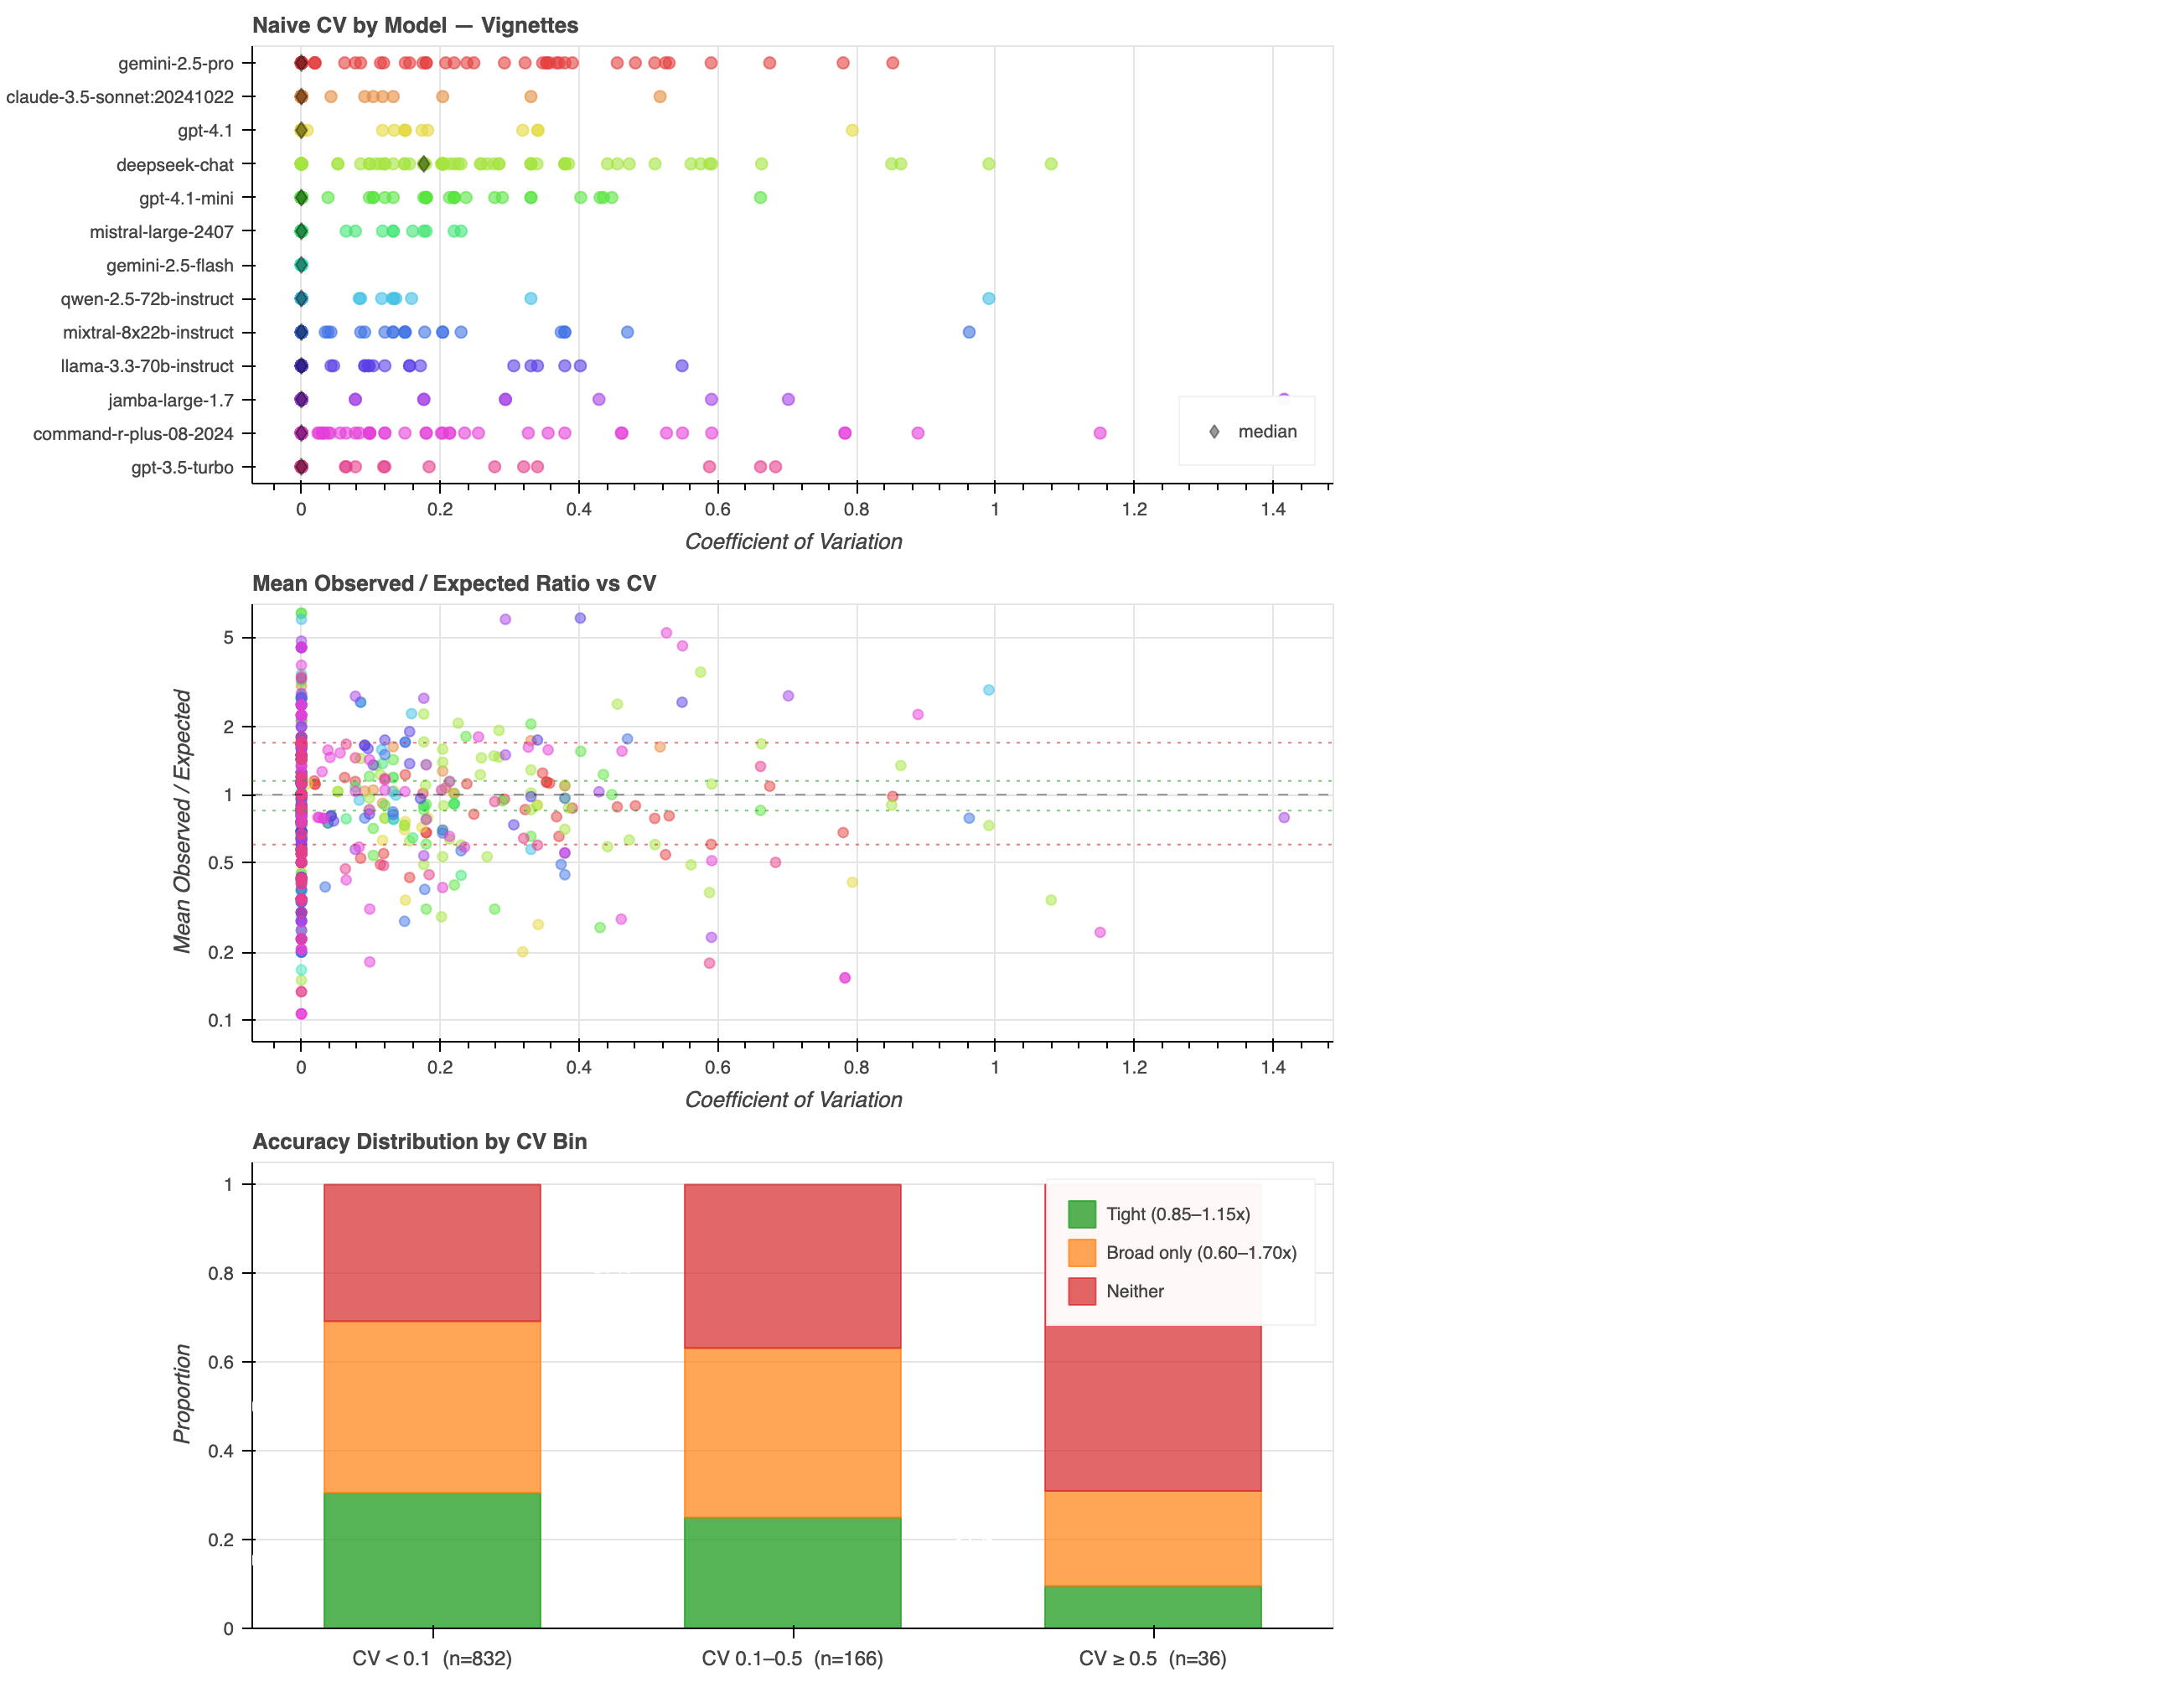 Naive CV by Model — Vignettes
gemini-2.5-pro
claude-3.5-sonnet:20241022
gpt-4.1
deepseek-chat
gpt-4.1-mini
mistral-large-2407
gemini-2.5-flash
qwen-2.5-72b-instruct
mixtral-8x22b-instruct
llama-3.3-70b-instruct
jamba-large-1.7
command-r-plus-08-2024
gpt-3.5-turbo
median
0 0.2 0.4 0.6 0.8 1 1.2 1.4
Coefficient of Variation
Mean Observed / Expected Ratio vs CV
Mean Observed / Expected
5
2
1
0.5
0.2
0.1
0 0.2 0.4 0.6 0.8 1 1.2 1.4
Coefficient of Variation
Accuracy Distribution by CV Bin
Proportion
1
0.8
0.6
0.4
0.2
0
Tight (0.85–1.15x)
Broad only (0.60–1.70x)
Neither
CV < 0.1 (n=832)
CV 0.1–0.5 (n=166)
CV ≥ 0.5 (n=36)